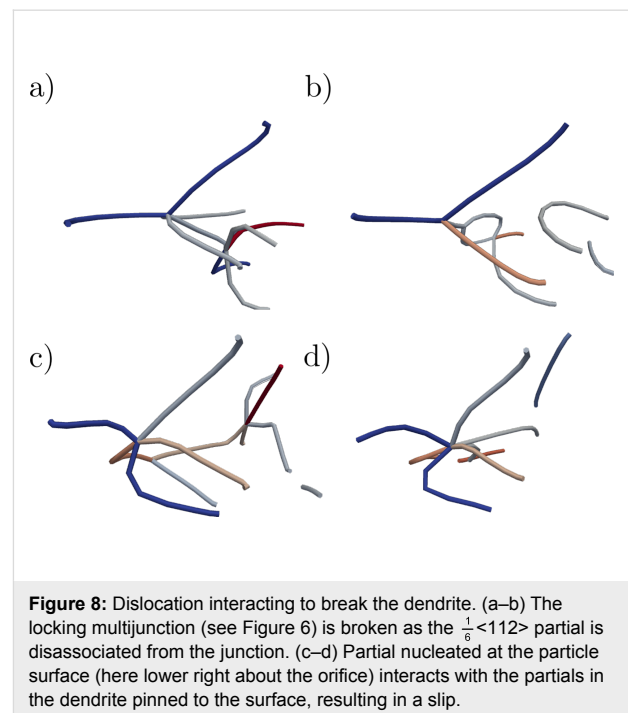 a)
b)
c)
d)
Figure 8: Dislocation interacting to break the dendrite. (a–b) The
locking multijunction (see Figure 6) is broken as the 1/6<112> partial is
disassociated from the junction. (c–d) Partial nucleated at the particle
surface (here lower right about the orifice) interacts with the partials in
the dendrite pinned to the surface, resulting in a slip.